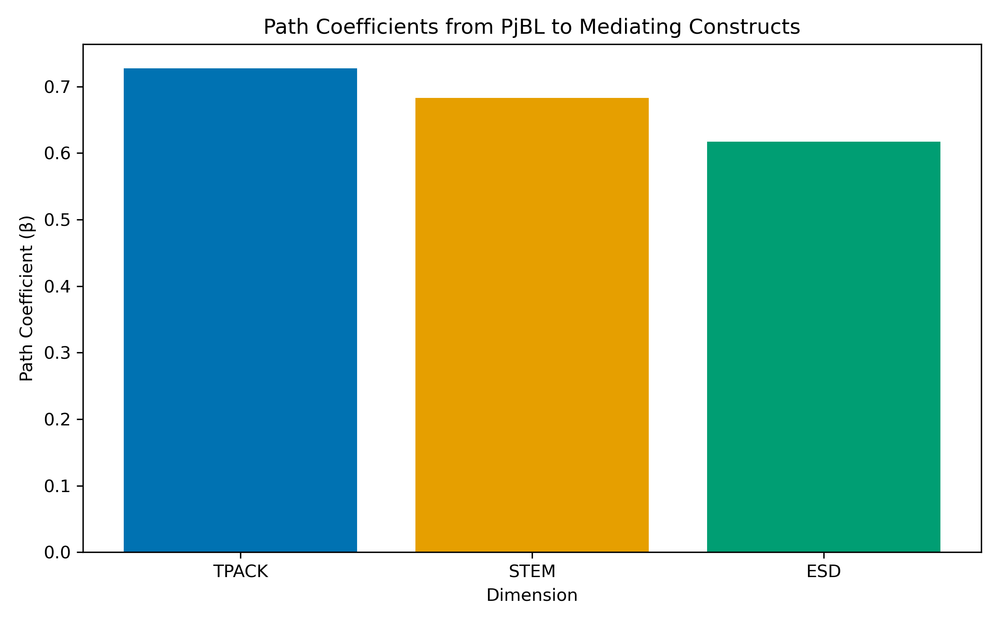 Path Coefficients from PjBL to Mediating Constructs
Path Coefficient (β)
0.7
0.6
0.5
0.4
0.3
0.2
0.1
0.0
TPACK
STEM
ESD
Dimension